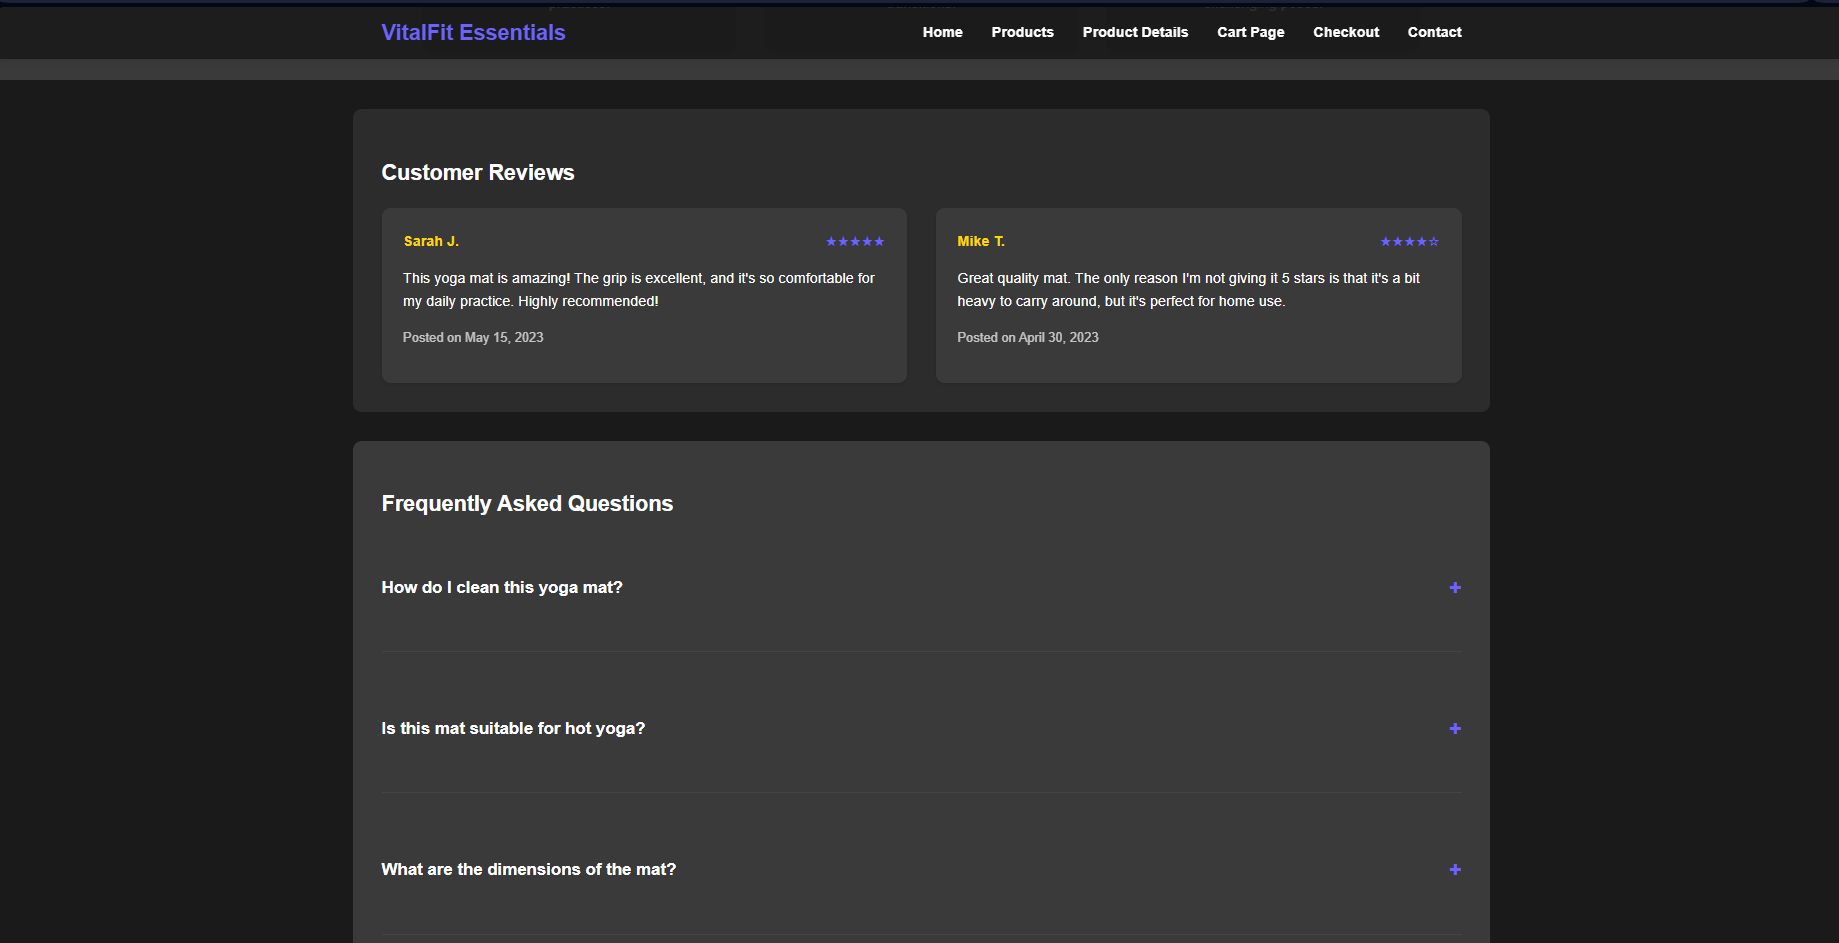 VitalFit Essentials
Home Products Product Details Cart Page Checkout Contact
Customer Reviews
Sarah J. ★★★★★
This yoga mat is amazing! The grip is excellent, and it's so comfortable for
my daily practice. Highly recommended!
Posted on May 15, 2023
Mike T. ★★★★☆
Great quality mat. The only reason I'm not giving it 5 stars is that it's a bit
heavy to carry around, but it's perfect for home use.
Posted on April 30, 2023
Frequently Asked Questions
How do I clean this yoga mat? +
Is this mat suitable for hot yoga? +
What are the dimensions of the mat? +